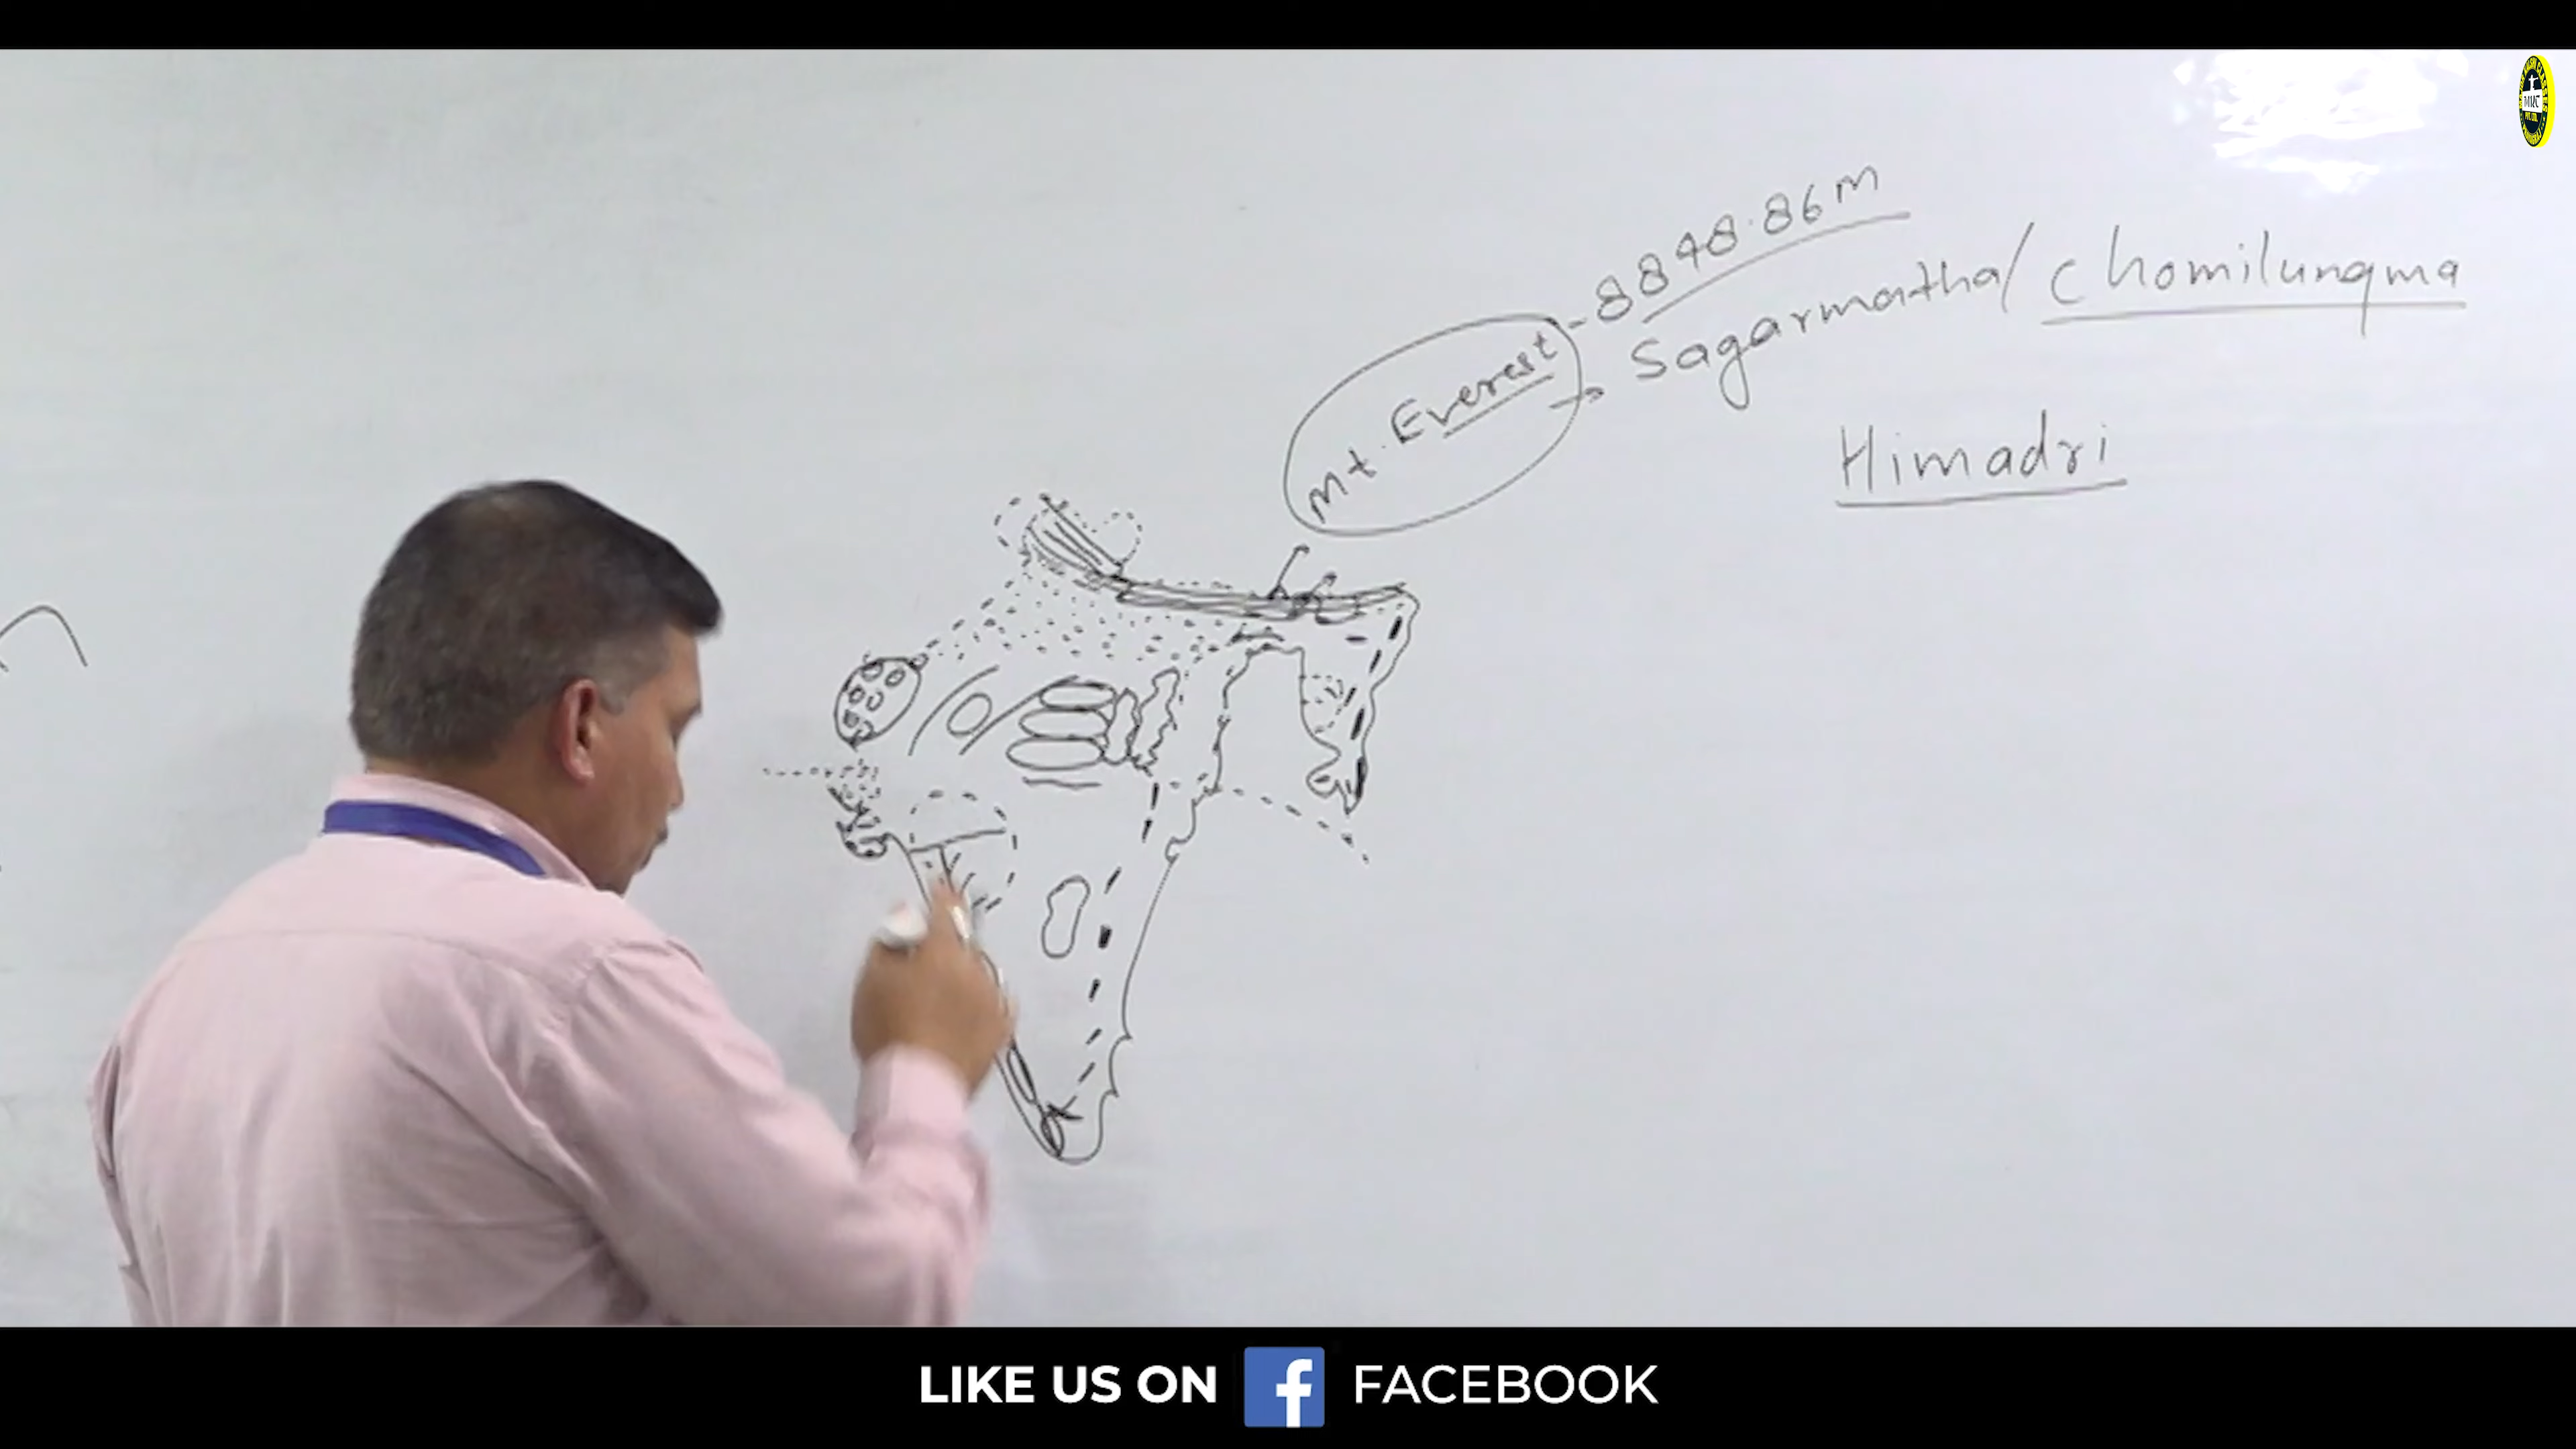 8848.86m
Mt. Everest
Sagarmatha/chomilungma
Himadri
LIKE US ON f FACEBOOK